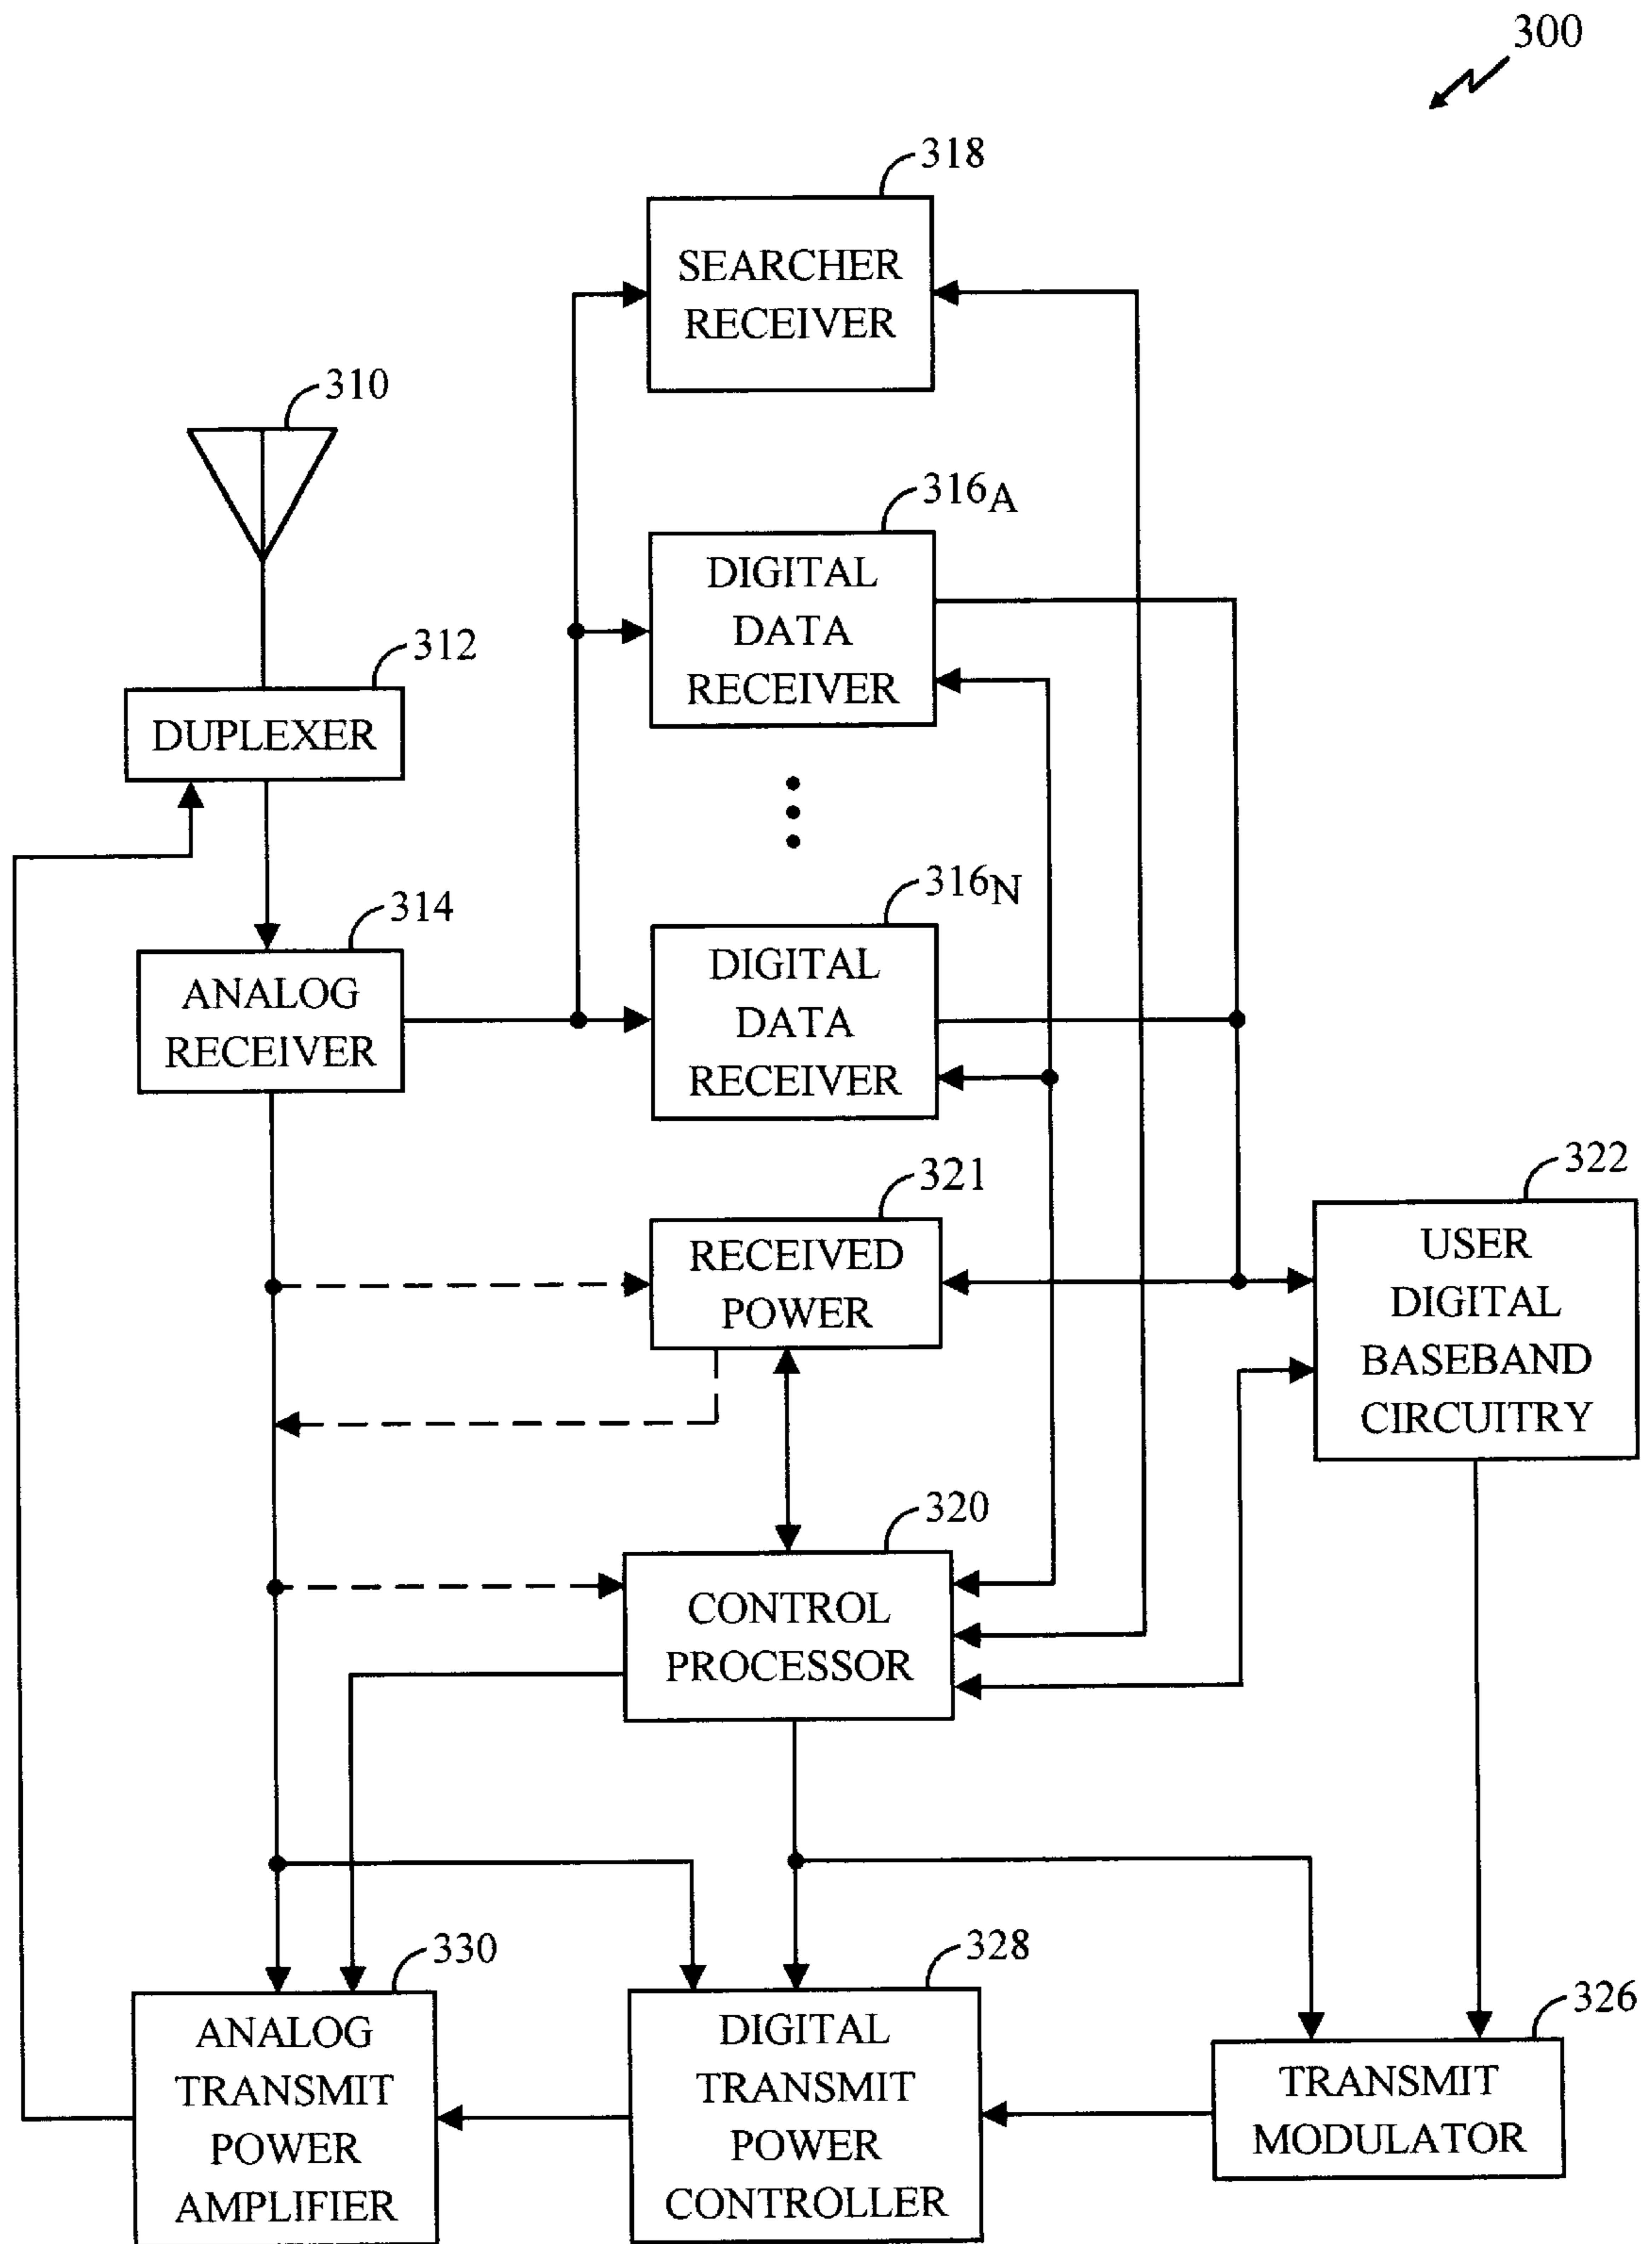 300
318
SEARCHER
RECEIVER
310
316A
DIGITAL
DATA
RECEIVER
312
DUPLEXER
316N
DIGITAL
DATA
RECEIVER
314
ANALOG
RECEIVER
321
RECEIVED
POWER
322
USER
DIGITAL
BASEBAND
CIRCUITRY
320
CONTROL
PROCESSOR
330
ANALOG
TRANSMIT
POWER
AMPLIFIER
328
DIGITAL
TRANSMIT
POWER
CONTROLLER
326
TRANSMIT
MODULATOR